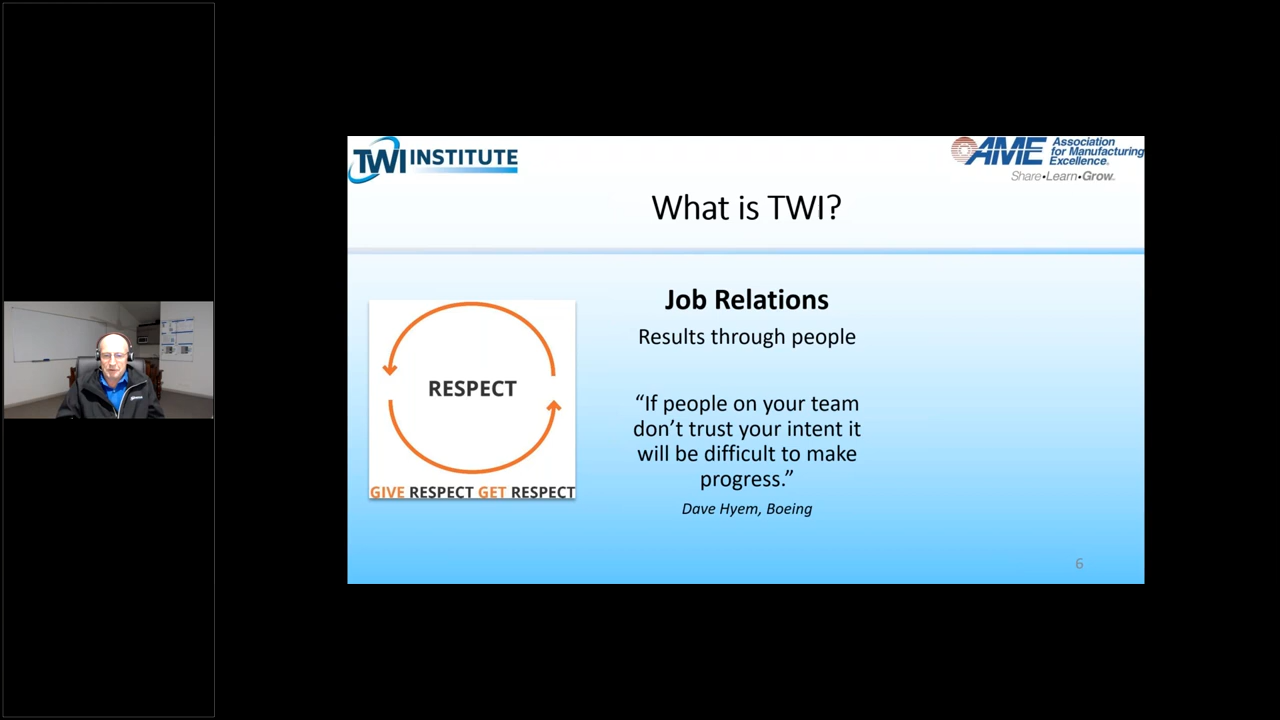 TWI INSTITUTE
AME Association
for Manufacturing
Excellence.
Share•Learn•Grow.
What is TWI?
Job Relations
Results through people
RESPECT
GIVE RESPECT GET RESPECT
“If people on your team
don’t trust your intent it
will be difficult to make
progress.”
Dave Hyem, Boeing
6